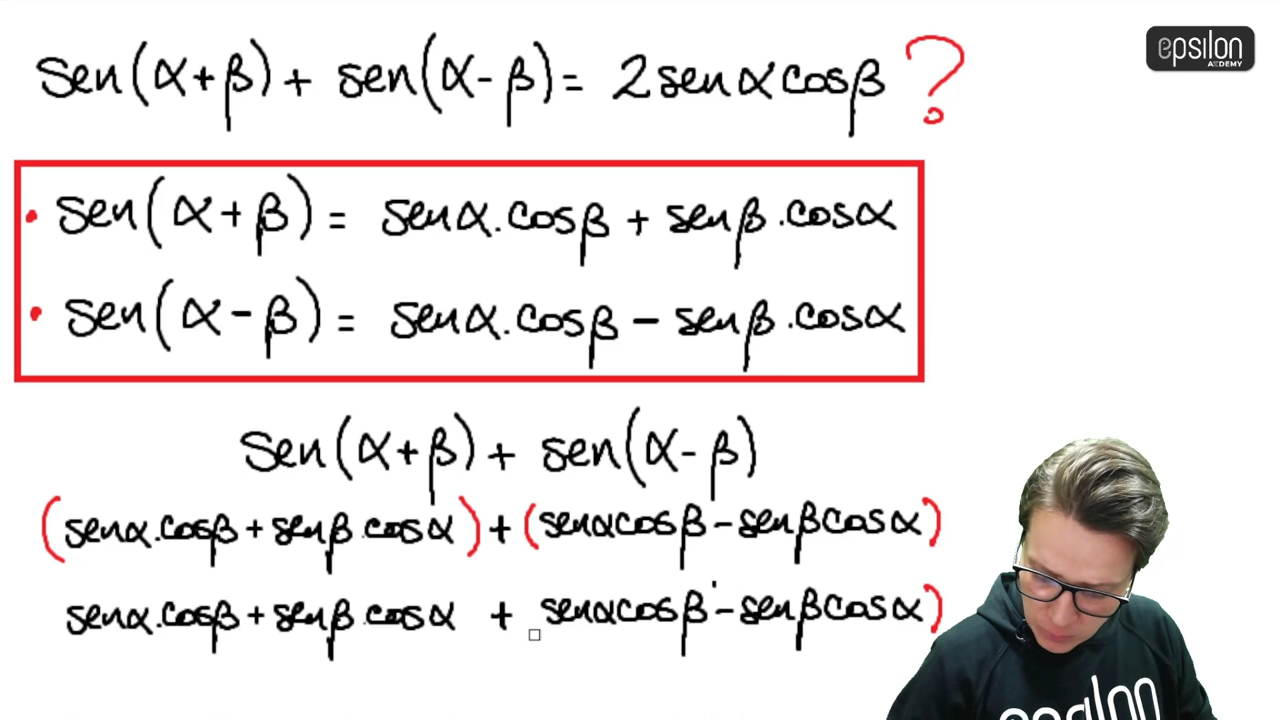 sen(α+β)+ sen(α-β)= 2senαcosβ ?
epsilon
ACADEMY
• sen(α+β)= senα.cosβ + senβ.cosα
• sen(α-β)= senα.cosβ - senβ.cosα
sen(α+β)+ sen(α-β)
(senα.cosβ+senβ.cosα) + (senαcosβ-senβcosα)
senα.cosβ+senβ.cosα + senαcosβ-senβcosα)
epsilon